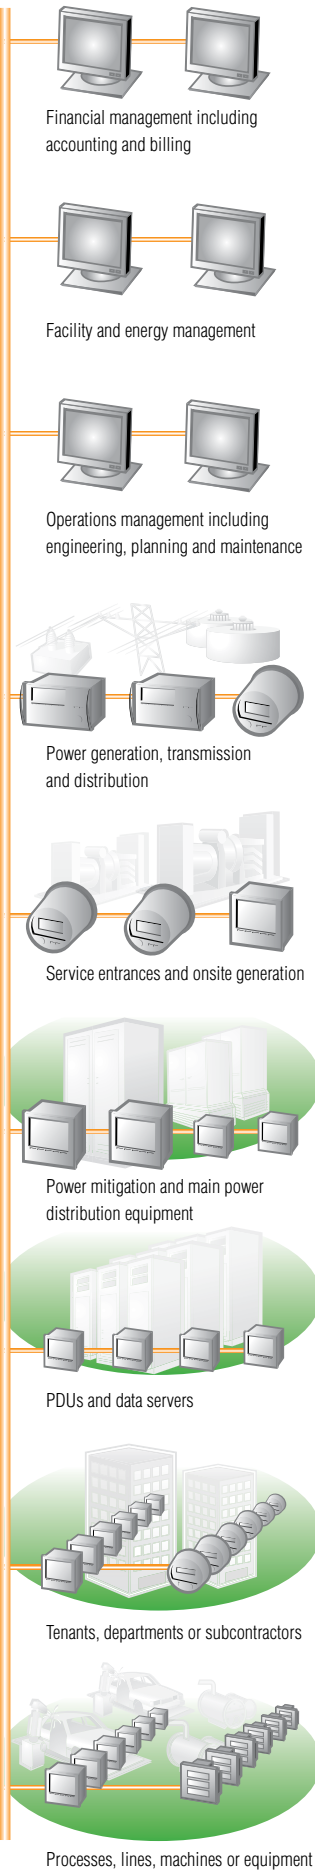 Financial management including
accounting and billing
Facility and energy management
Operations management including
engineering, planning and maintenance
Power generation, transmission
and distribution
Service entrances and onsite generation
Power mitigation and main power
distribution equipment
PDUs and data servers
Tenants, departments or subcontractors
Processes, lines, machines or equipment